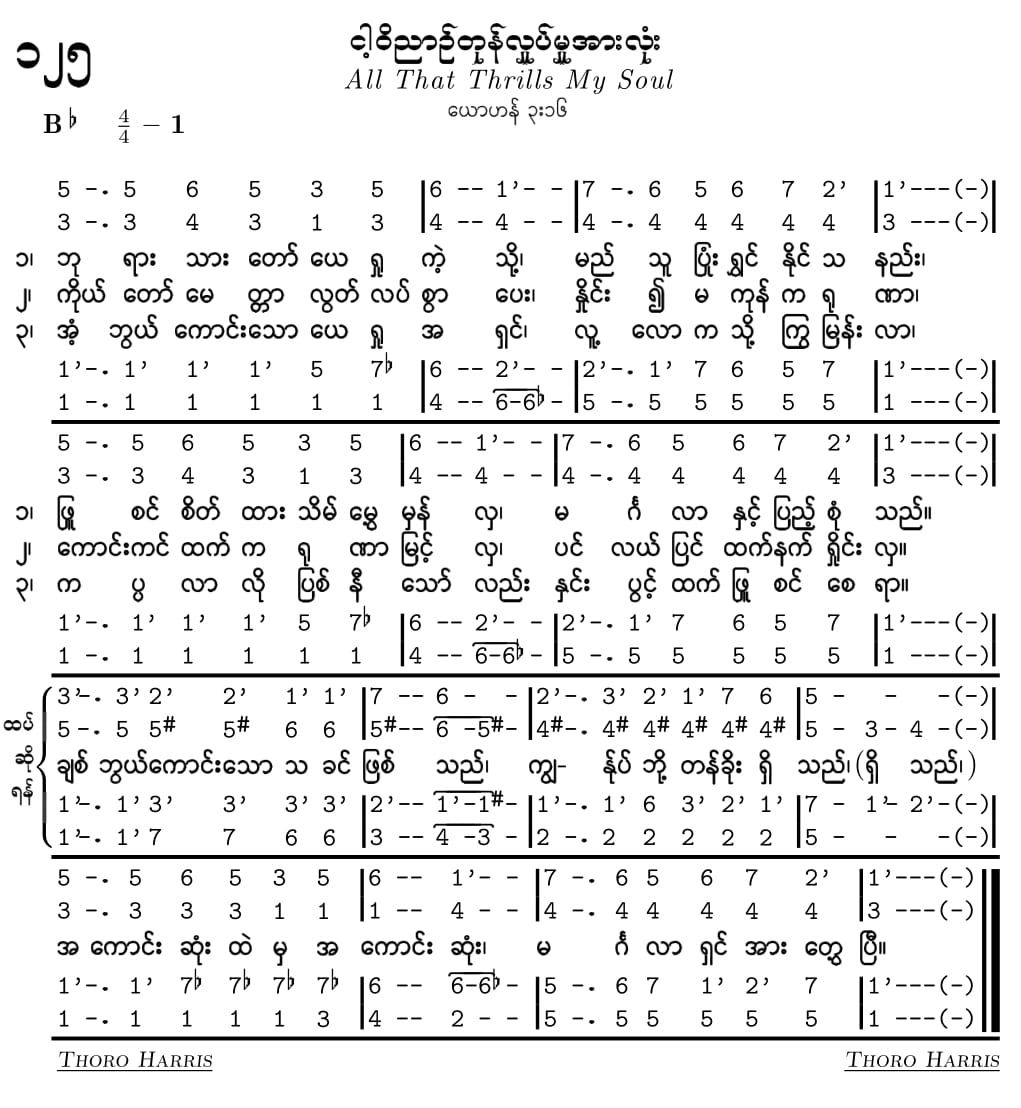 ၁၂၅
ငါ့ဝိညာဉ်တုန်လှုပ်မှုအားလုံး
All That Thrills My Soul
ယောဟန် ၃း၁၆
B♭ 4/4 – 1
5 -. 5 6 5 3 5 |6 -- 1’- - |7 -. 6 5 6 7 2’ |1’---(-)|
3 -. 3 4 3 1 3 |4 -- 4 - - |4 -. 4 4 4 4 4 |3 ---(-)|
၁၊ ဘု ရား သား တော် ယေ ရှု ကဲ့ သို့၊ မည် သူ ပြုံး ရွှင် နိုင် သ နည်း၊
၂၊ ကိုယ် တော် မေ တ္တာ လွတ် လပ် စွာ ပေး၊ နှိုင်း ၍ မ ကုန် က ရု ဏာ၊
၃၊ အံ့ ဘွယ် ကောင်းသော ယေ ရှု အ ရှင်၊ လူ့ လော က သို့ ကြွ မြန်း လာ၊
1’-. 1’ 1’ 1’ 5 7♭ |6 -- 2’- - |2’-. 1’ 7 6 5 7 |1’---(-)|
1 -. 1 1 1 1 1 |4 -- 6-6♭- |5 -. 5 5 5 5 5 |1 ---(-)|
5 -. 5 6 5 3 5 |6 -- 1’- - |7 -. 6 5 6 7 2’ |1’---(-)|
3 -. 3 4 3 1 3 |4 -- 4 - - |4 -. 4 4 4 4 4 |3 ---(-)|
၁၊ ဖြူ စင် စိတ် ထား သိမ် မွေ့ မှန် လှ၊ မ င်္ဂ လာ နှင့် ပြည့် စုံ သည်။
၂၊ ကောင်းကင် ထက် က ရု ဏာ မြင့် လှ၊ ပင် လယ် ပြင် ထက်နက် ရှိုင်း လှ။
၃၊ က ပွ လာ လို ပြစ် နီ သော် လည်း နှင်း ပွင့် ထက် ဖြူ စင် စေ ရာ။
1’-. 1’ 1’ 1’ 5 7♭ |6 -- 2’- - |2’-. 1’ 7 6 5 7 |1’---(-)|
1 -. 1 1 1 1 1 |4 -- 6-6♭ - |5 -. 5 5 5 5 5 |1 ---(-)|
ထပ် ဆို ရန်
3’-. 3’ 2’ 2’ 1’ 1’ |7 -- 6 - - |2’-. 3’ 2’ 1’ 7 6 |5 - - -(-)|
5 -. 5 5# 5# 6 6 |5#-- 6 -5#- |4#-. 4# 4# 4# 4# 4# |5 - 3 - 4 -(-)|
ချစ် ဘွယ်ကောင်းသော သ ခင် ဖြစ် သည်၊ ကျွ- န်ုပ် ဘို့ တန်ခိုး ရှိ သည်၊ (ရှိ သည်၊)
1’-. 1’ 3’ 3’ 3’ 3’ |2’-- 1’-1’#- |1’-. 1’ 6 3’ 2’ 1’ |7 - 1’- 2’-(-)|
1’-. 1’ 7 7 6 6 |3 -- 4 -3 - |2 -. 2 2 2 2 2 |5 - - -(-)|
5 -. 5 6 5 3 5 |6 -- 1’- - |7 -. 6 5 6 7 2’ |1’---(-)
3 -. 3 3 3 1 1 |1 -- 4 - - |4 -. 4 4 4 4 4 |3 ---(-)
အ ကောင်း ဆုံး ထဲ မှ အ ကောင်း ဆုံး၊ မ င်္ဂ လာ ရှင် အား တွေ့ ပြီ။
1’-. 1’ 7♭ 7♭ 7♭ 7♭ |6 -- 6-6♭ - |5 -. 6 7 1’ 2’ 7 |1’---(-)
1 -. 1 1 1 1 3 |4 -- 2 - - |5 -. 5 5 5 5 5 |1 ---(-)
THORO HARRIS THORO HARRIS